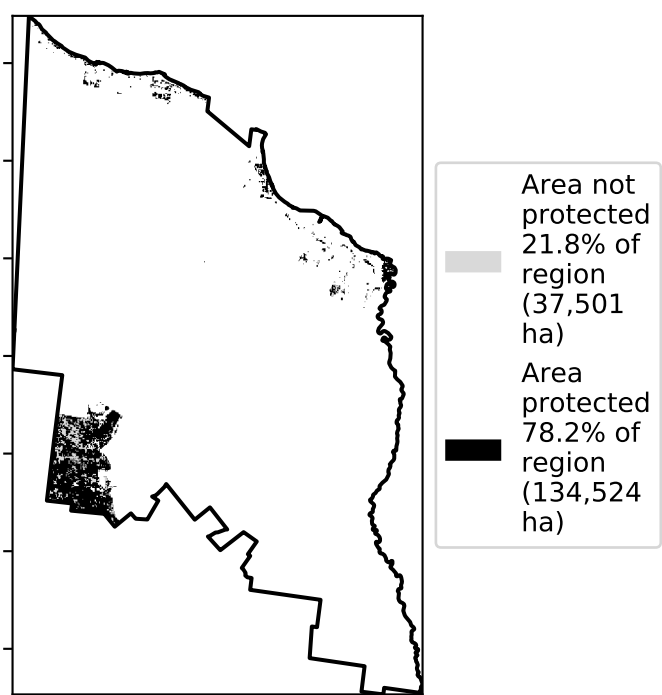 Area not
protected
21.8% of
region
(37,501
ha)
Area
protected
78.2% of
region
(134,524
ha)